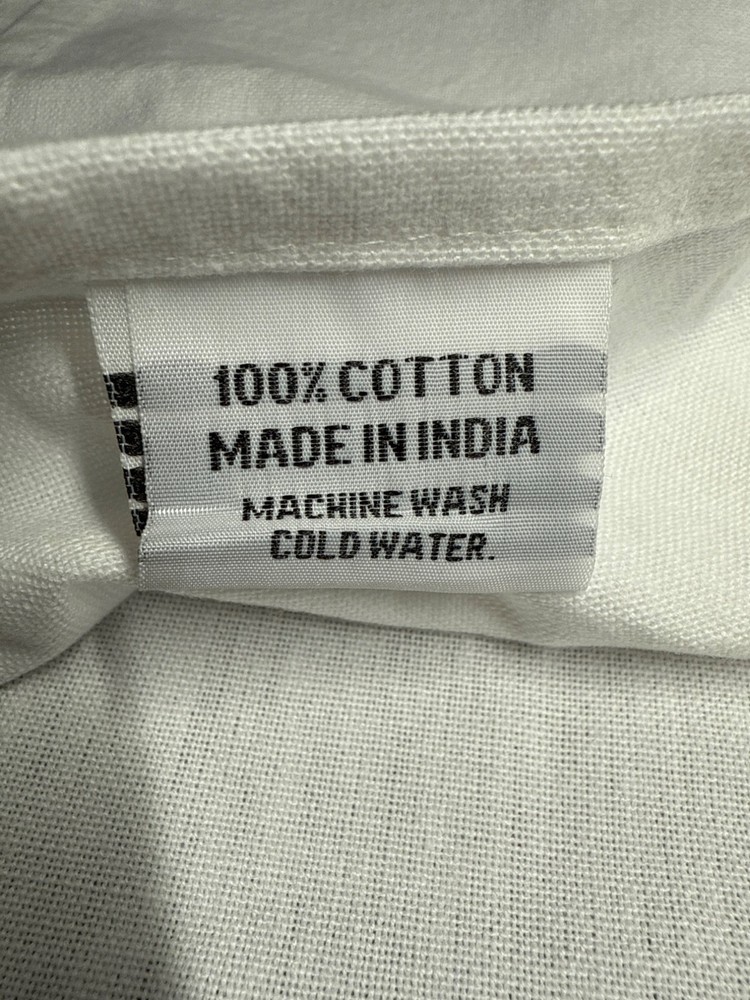 100% COTTON
MADE IN INDIA
MACHINE WASH
COLD WATER.